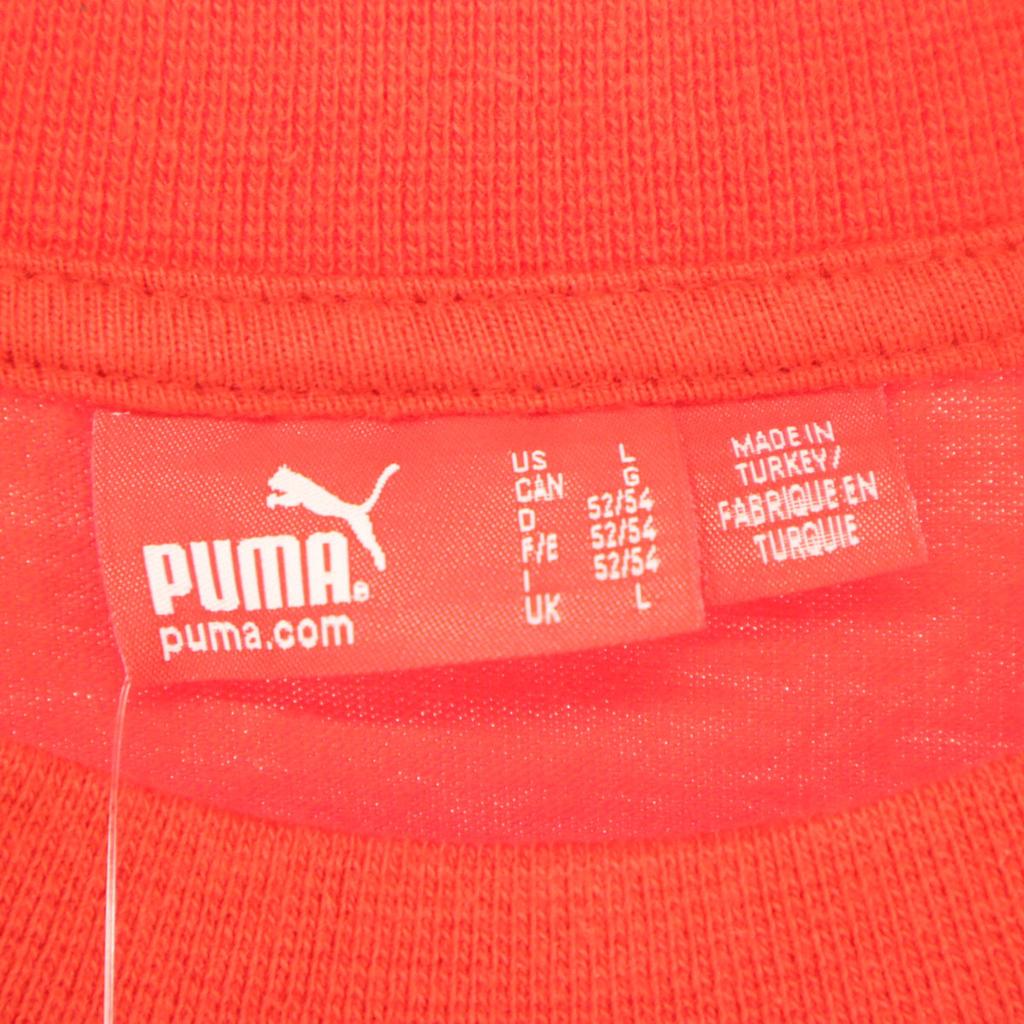 PUMA®
puma.com
US L
CAN G
D 52/54
F/E 52/54
I 52/54
UK L
MADE IN
TURKEY/
FABRIQUE EN
TURQUIE